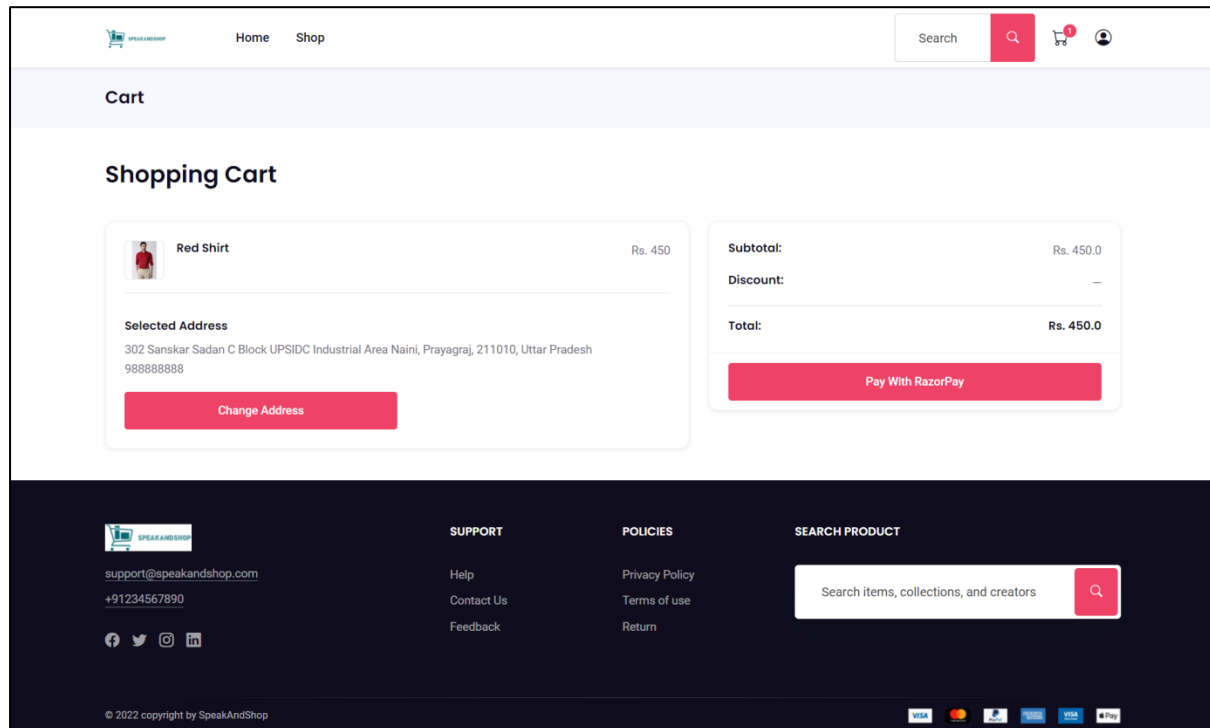 SPEAKANDSHOP
Home Shop
Search
1
Cart
Shopping Cart
Red Shirt
Rs. 450
Selected Address
302 Sanskar Sadan C Block UPSIDC Industrial Area Naini, Prayagraj, 211010, Uttar Pradesh
988888888
Change Address
Subtotal: Rs. 450.0
Discount: —
Total: Rs. 450.0
Pay With RazorPay
SPEAKANDSHOP
support@speakandshop.com
+91234567890
SUPPORT
Help
Contact Us
Feedback
POLICIES
Privacy Policy
Terms of use
Return
SEARCH PRODUCT
Search items, collections, and creators
© 2022 copyright by SpeakAndShop
VISA PayPal VISA Pay